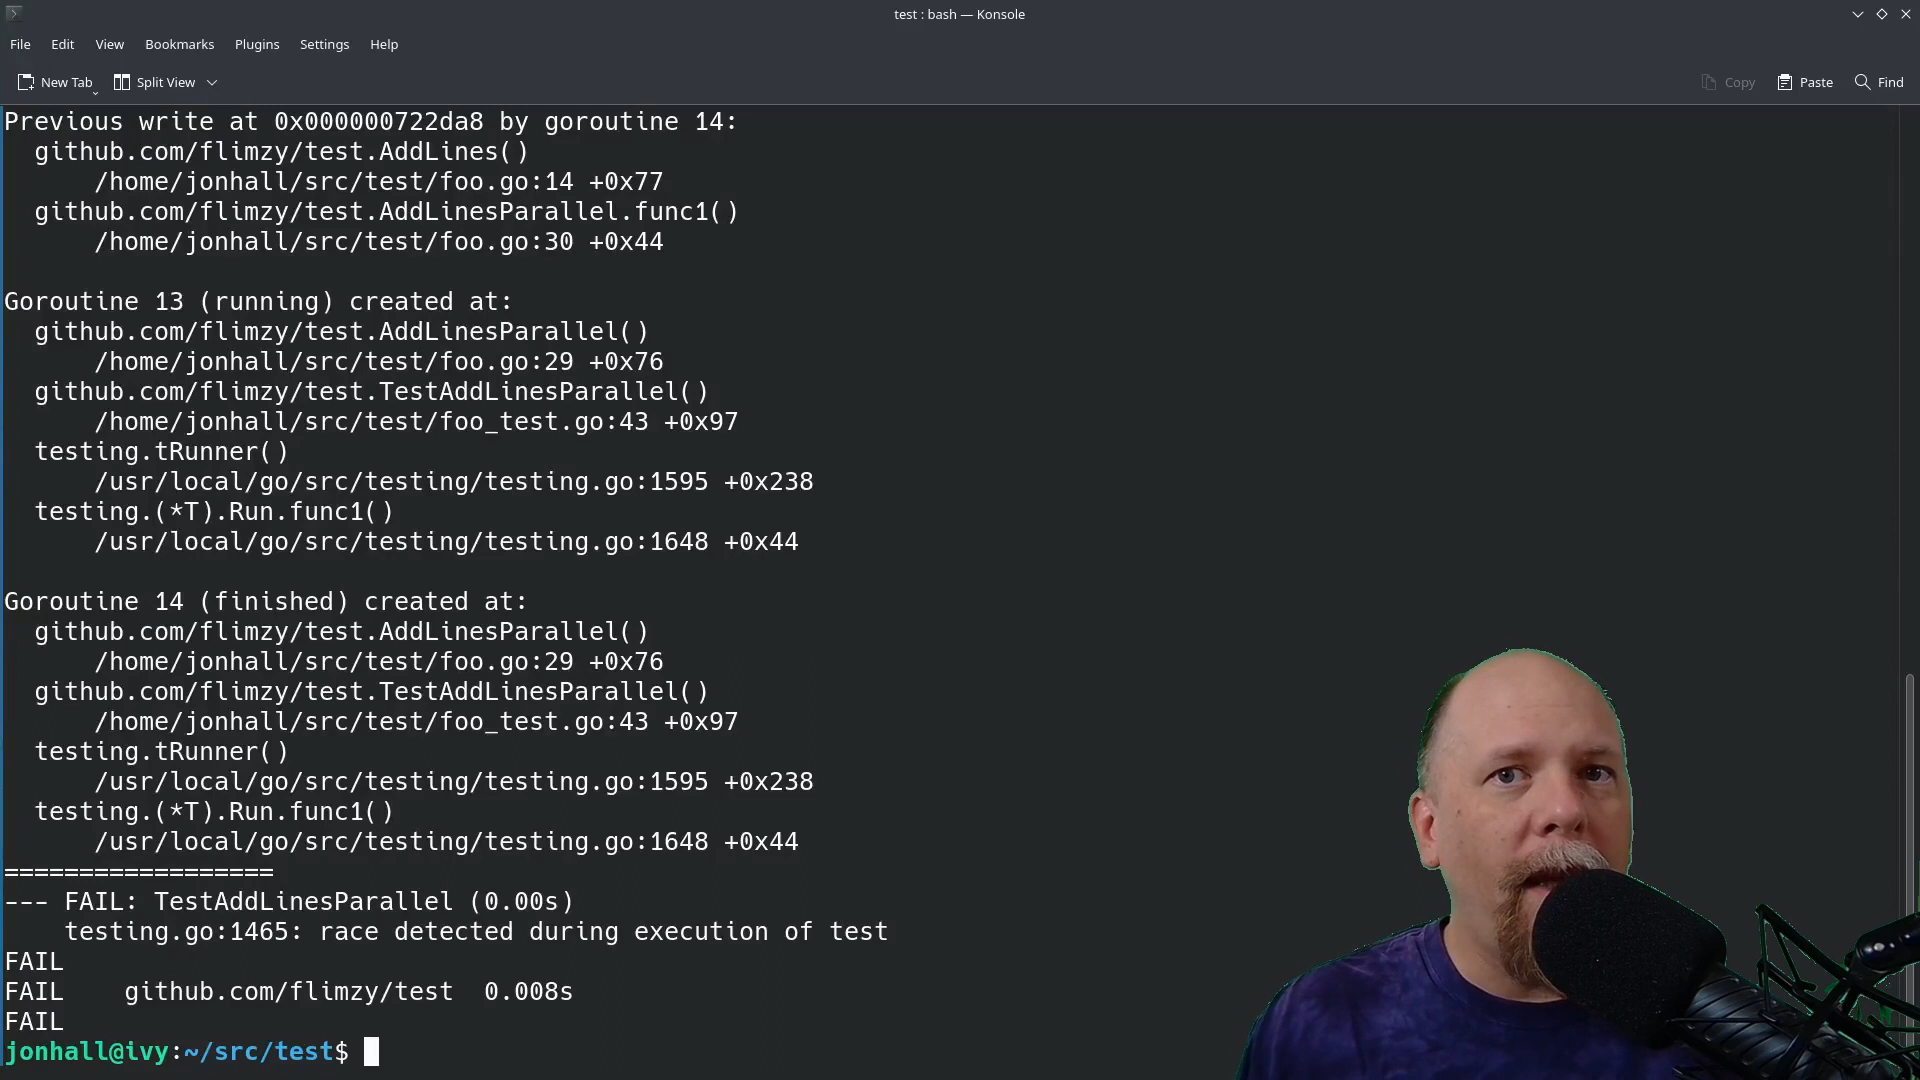 test : bash — Konsole
File Edit View Bookmarks Plugins Settings Help
New Tab Split View Copy Paste Find
Previous write at 0x000000722da8 by goroutine 14:
  github.com/flimzy/test.AddLines()
      /home/jonhall/src/test/foo.go:14 +0x77
  github.com/flimzy/test.AddLinesParallel.func1()
      /home/jonhall/src/test/foo.go:30 +0x44
Goroutine 13 (running) created at:
  github.com/flimzy/test.AddLinesParallel()
      /home/jonhall/src/test/foo.go:29 +0x76
  github.com/flimzy/test.TestAddLinesParallel()
      /home/jonhall/src/test/foo_test.go:43 +0x97
  testing.tRunner()
      /usr/local/go/src/testing/testing.go:1595 +0x238
  testing.(*T).Run.func1()
      /usr/local/go/src/testing/testing.go:1648 +0x44
Goroutine 14 (finished) created at:
  github.com/flimzy/test.AddLinesParallel()
      /home/jonhall/src/test/foo.go:29 +0x76
  github.com/flimzy/test.TestAddLinesParallel()
      /home/jonhall/src/test/foo_test.go:43 +0x97
  testing.tRunner()
      /usr/local/go/src/testing/testing.go:1595 +0x238
  testing.(*T).Run.func1()
      /usr/local/go/src/testing/testing.go:1648 +0x44
==================
--- FAIL: TestAddLinesParallel (0.00s)
    testing.go:1465: race detected during execution of test
FAIL
FAIL    github.com/flimzy/test  0.008s
FAIL
jonhall@ivy:~/src/test$